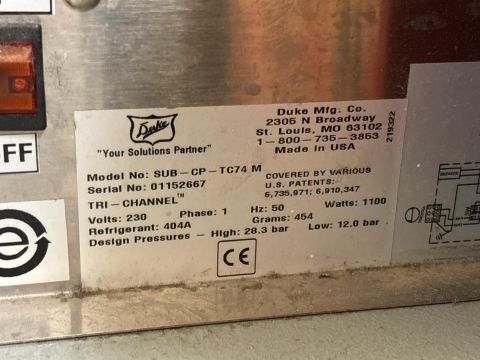 Duke
"Your Solutions Partner"
Duke Mfg. Co.
2305 N Broadway
St. Louis, MO 63102
1-800-735-3853
Made in USA
219322
Model No: SUB-CP-TC74 M
Serial No: 01152667
TRI-CHANNEL™
COVERED BY VARIOUS
U.S. PATENTS:
6,735,971; 6,910,347
Volts: 230 Phase: 1 Hz: 50 Watts: 1100
Refrigerant: 404A Grams: 454
Design Pressures - High: 28.3 bar Low: 12.0 bar
CE
OFF